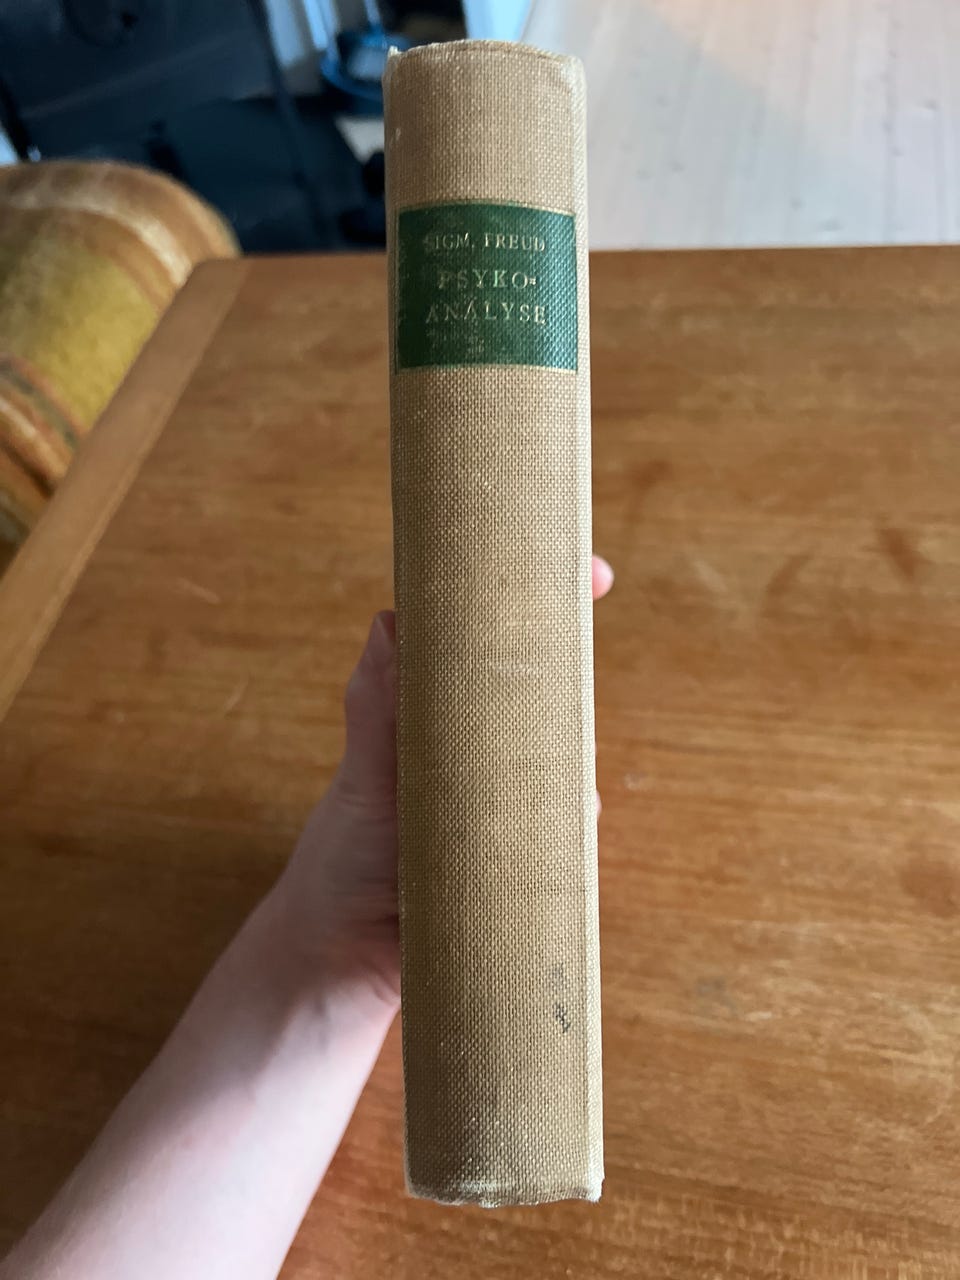 SIGM. FREUD
PSYKO=
ANALYSE